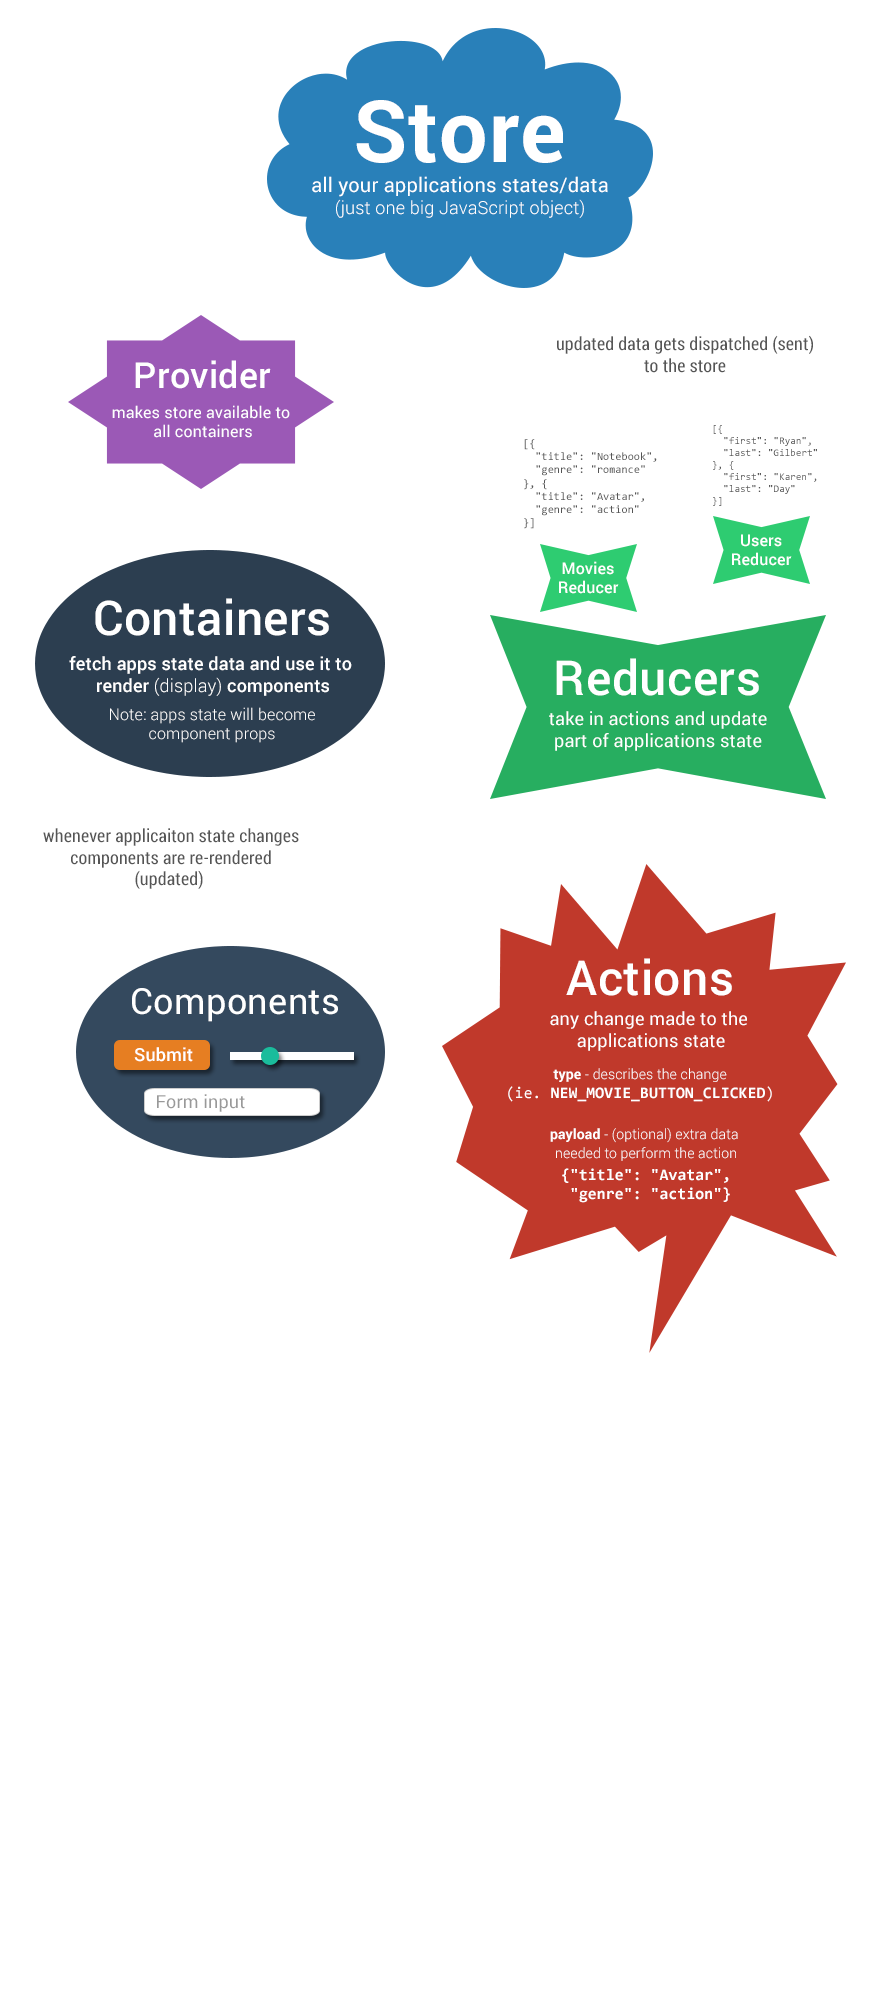 Store
all your applications states/data
(just one big JavaScript object)
Provider
makes store available to
all containers
updated data gets dispatched (sent)
to the store
[{
"title": "Notebook",
"genre": "romance"
}, {
"title": "Avatar",
"genre": "action"
}]
[{
"first": "Ryan",
"last": "Gilbert"
}, {
"first": "Karen",
"last": "Day"
}]
Movies
Reducer
Users
Reducer
Containers
fetch apps state data and use it to
render (display) components
Note: apps state will become
component props
Reducers
take in actions and update
part of applications state
whenever applicaiton state changes
components are re-rendered
(updated)
Components
Submit
Form input
Actions
any change made to the
applications state
type - describes the change
(ie. NEW_MOVIE_BUTTON_CLICKED)
payload - (optional) extra data
needed to perform the action
{"title": "Avatar",
"genre": "action"}